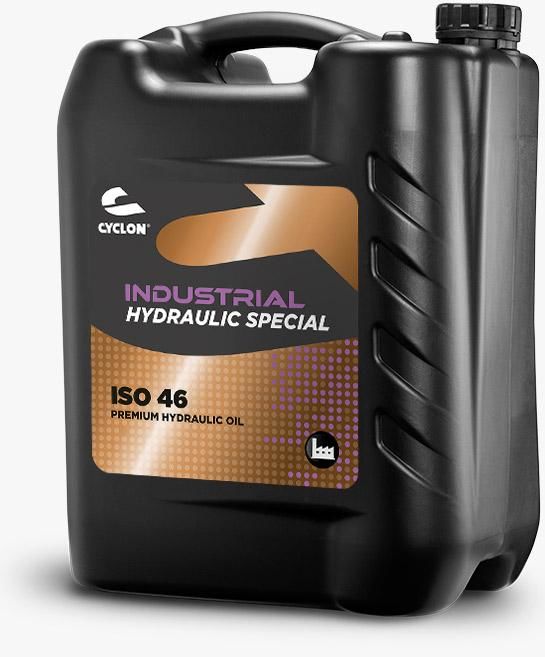 CYCLON®
INDUSTRIAL
HYDRAULIC SPECIAL
ISO 46
PREMIUM HYDRAULIC OIL